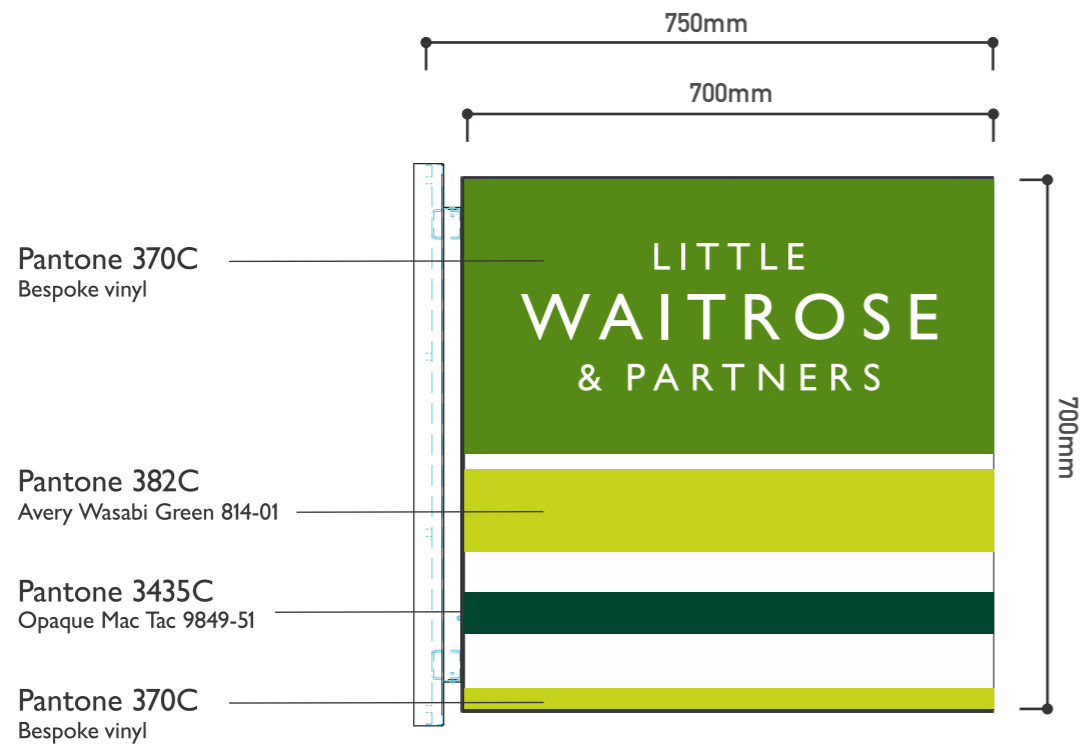 750mm
700mm
Pantone 370C
Bespoke vinyl
LITTLE
WAITROSE
& PARTNERS
700mm
Pantone 382C
Avery Wasabi Green 814-01
Pantone 3435C
Opaque Mac Tac 9849-51
Pantone 370C
Bespoke vinyl